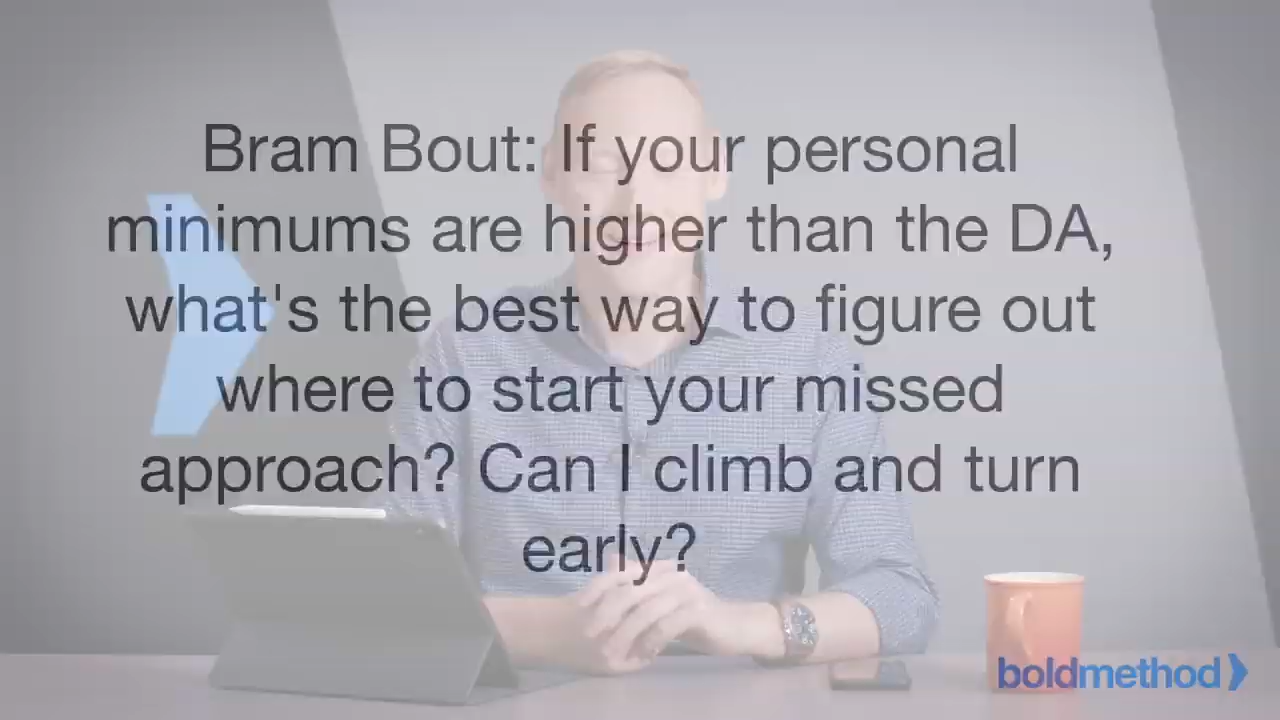 Bram Bout: If your personal
minimums are higher than the DA,
what's the best way to figure out
where to start your missed
approach? Can I climb and turn
early?
boldmethod